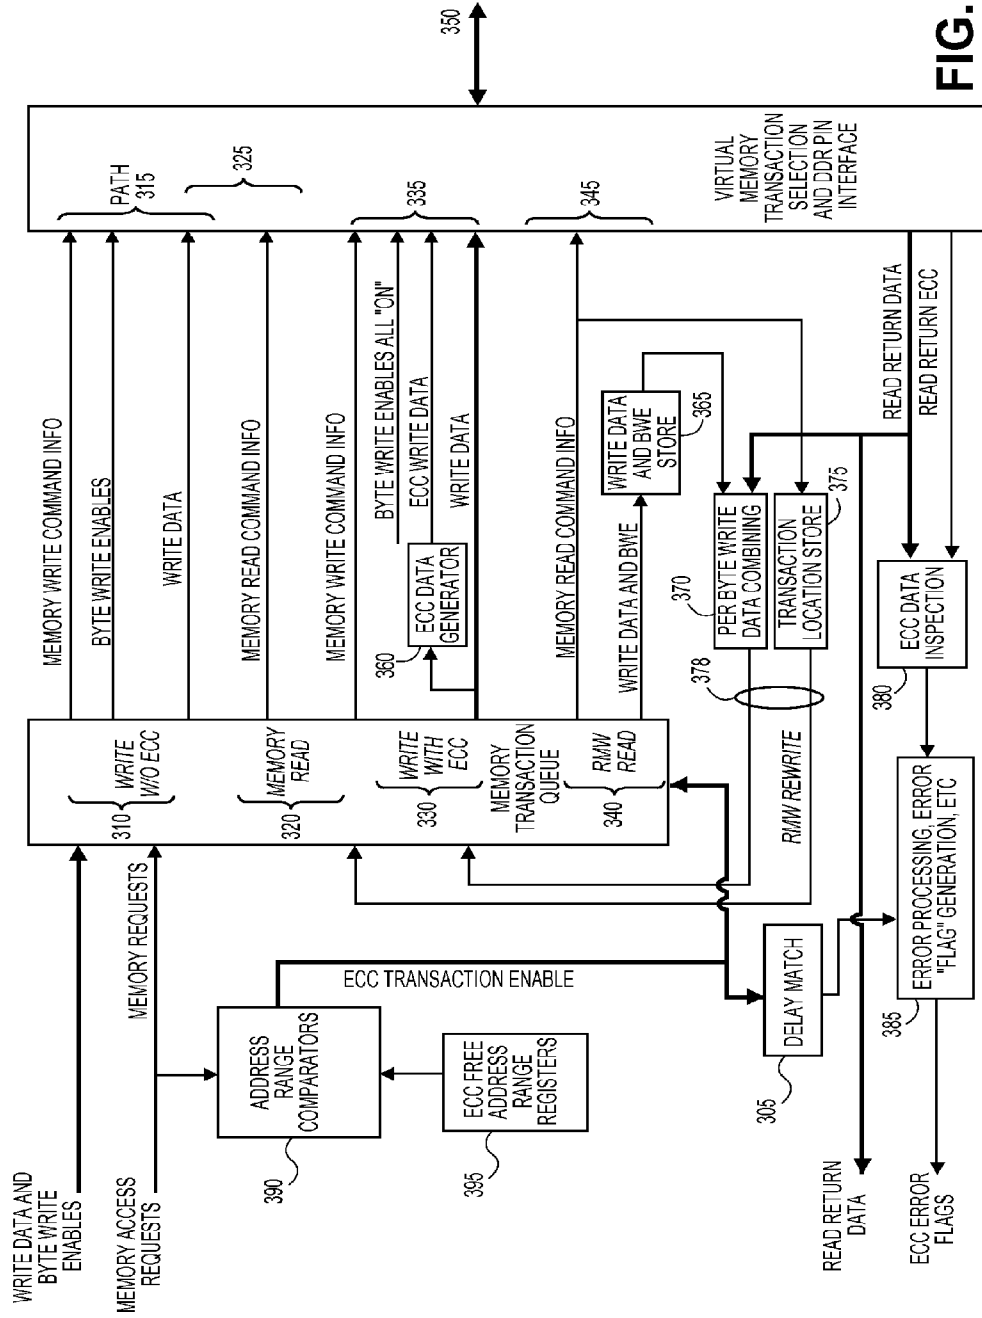 WRITE DATA AND
BYTE WRITE
ENABLES
MEMORY ACCESS
REQUESTS
MEMORY REQUESTS
ADDRESS
RANGE
COMPARATORS
390
ECC FREE
ADDRESS
RANGE
REGISTERS
395
ECC TRANSACTION ENABLE
DELAY MATCH
305
READ RETURN
DATA
ECC ERROR
FLAGS
310
WRITE
W/O ECC
320
MEMORY
READ
330
WRITE
WITH
ECC
MEMORY
TRANSACTION
QUEUE
340
RMW
READ
MEMORY WRITE COMMAND INFO
BYTE WRITE ENABLES
WRITE DATA
MEMORY READ COMMAND INFO
MEMORY WRITE COMMAND INFO
BYTE WRITE ENABLES ALL "ON"
ECC WRITE DATA
WRITE DATA
360
ECC DATA
GENERATOR
MEMORY READ COMMAND INFO
WRITE DATA AND BWE
WRITE DATA
AND BWE
STORE
365
370
PER BYTE WRITE
DATA COMBINING
TRANSACTION
LOCATION STORE
375
378
RMW REWRITE
380
ECC DATA
INSPECTION
385
ERROR PROCESSING, ERROR
"FLAG" GENERATION, ETC
READ RETURN DATA
READ RETURN ECC
PATH
315
325
335
345
VIRTUAL
MEMORY
TRANSACTION
SELECTION
AND DDR PIN
INTERFACE
350
FIG.